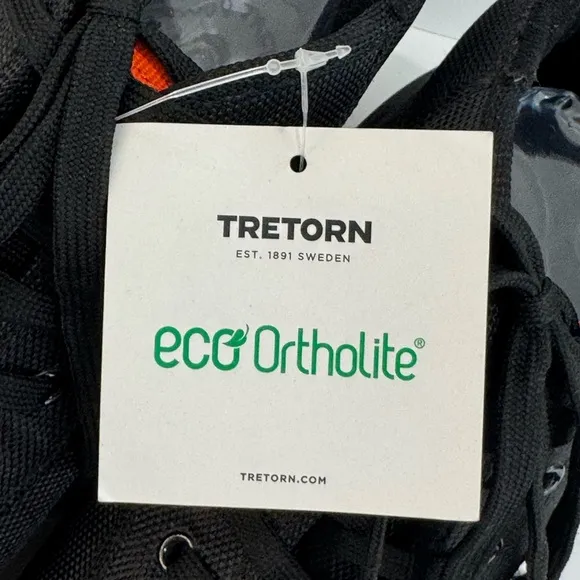 TRETORN
EST. 1891 SWEDEN
eco Ortholite®
TRETORN.COM